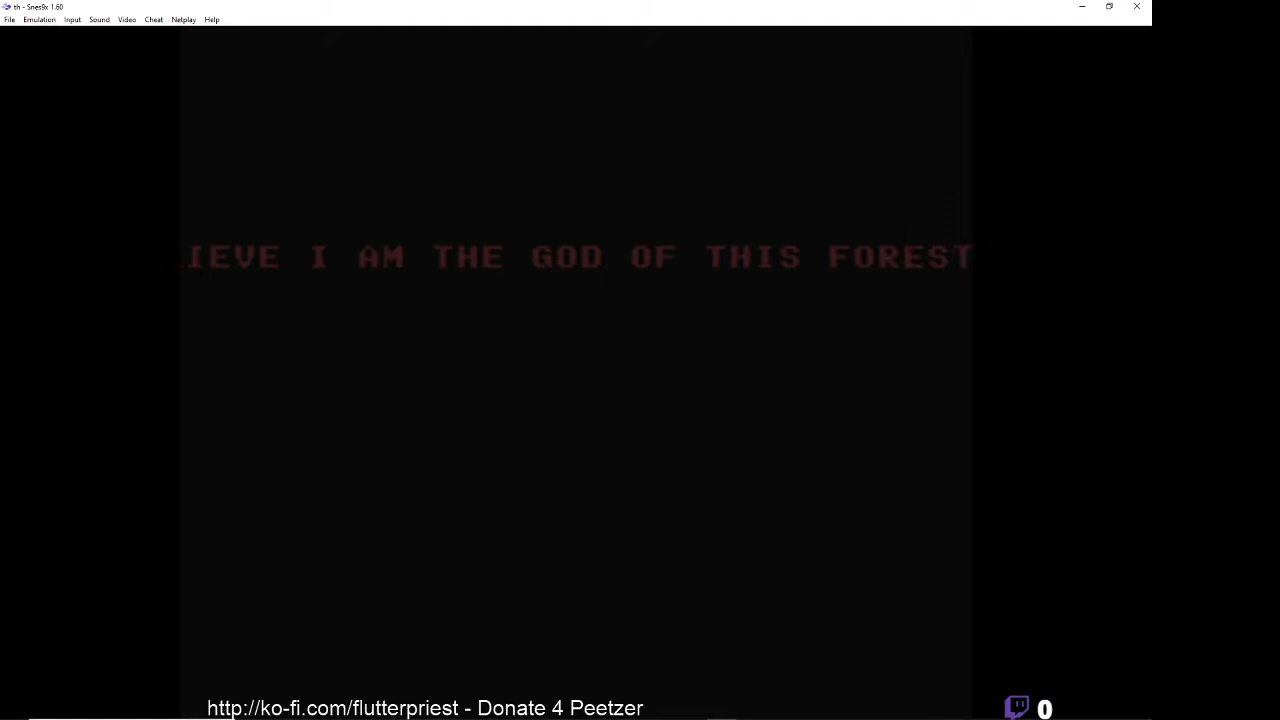 th - Snes9x 1.60
File Emulation Input Sound Video Cheat Netplay Help
IEVE I AM THE GOD OF THIS FOREST
http://ko-fi.com/flutterpriest - Donate 4 Peetzer
0